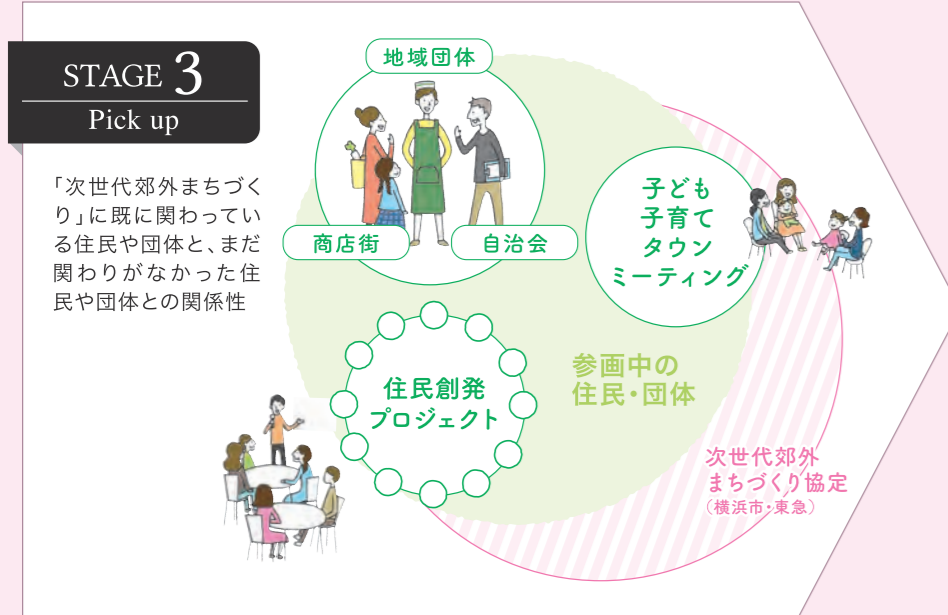 STAGE 3
Pick up
「次世代郊外まちづく
り」に既に関わってい
る住民や団体と、まだ
関わりがなかった住
民や団体との関係性
地域団体
商店街
自治会
子ども
子育て
タウン
ミーティング
住民創発
プロジェクト
参画中の
住民・団体
次世代郊外
まちづくり協定
（横浜市・東急）